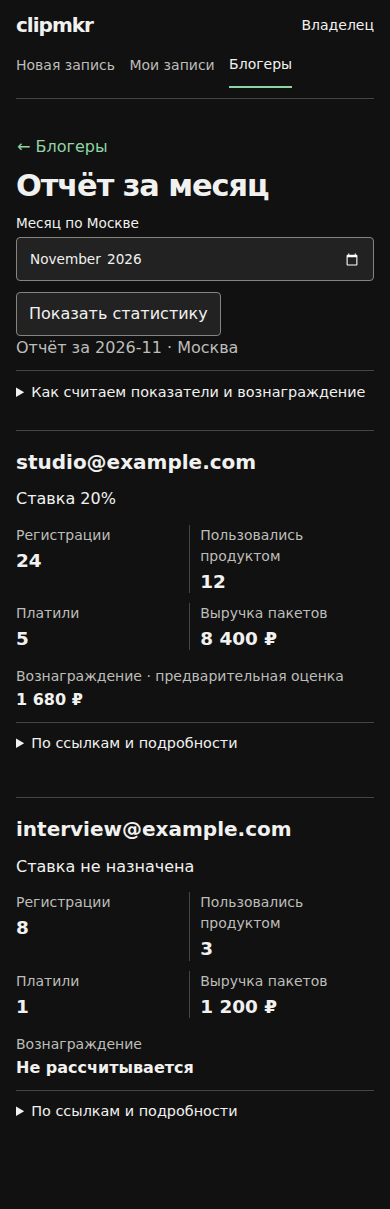 clipmkr
Владелец
Новая запись Мои записи Блогеры
← Блогеры
Отчёт за месяц
Месяц по Москве
November 2026
Показать статистику
Отчёт за 2026-11 · Москва
Как считаем показатели и вознаграждение
studio@example.com
Ставка 20%
Регистрации
24
Пользовались
продуктом
12
Платили
5
Выручка пакетов
8 400 ₽
Вознаграждение · предварительная оценка
1 680 ₽
По ссылкам и подробности
interview@example.com
Ставка не назначена
Регистрации
8
Пользовались
продуктом
3
Платили
1
Выручка пакетов
1 200 ₽
Вознаграждение
Не рассчитывается
По ссылкам и подробности